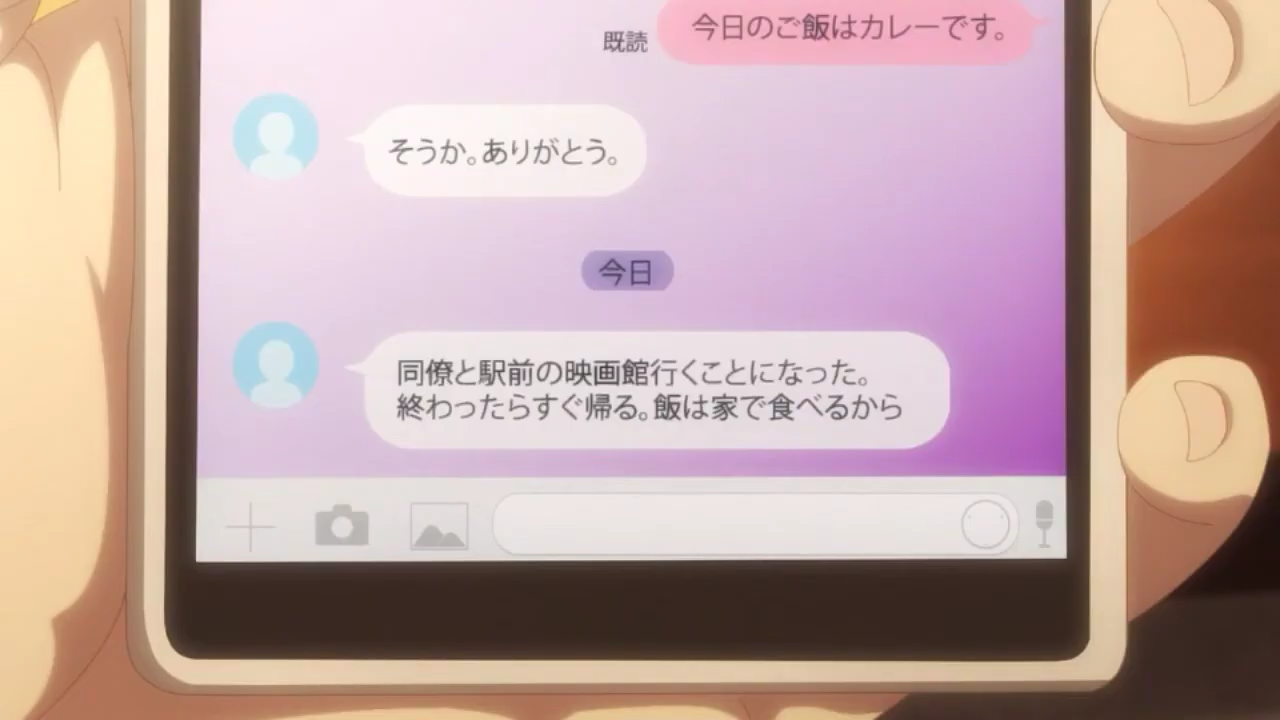 今日のご飯はカレーです。
既読
そうか。ありがとう。
今日
同僚と駅前の映画館行くことになった。
終わったらすぐ帰る。飯は家で食べるから